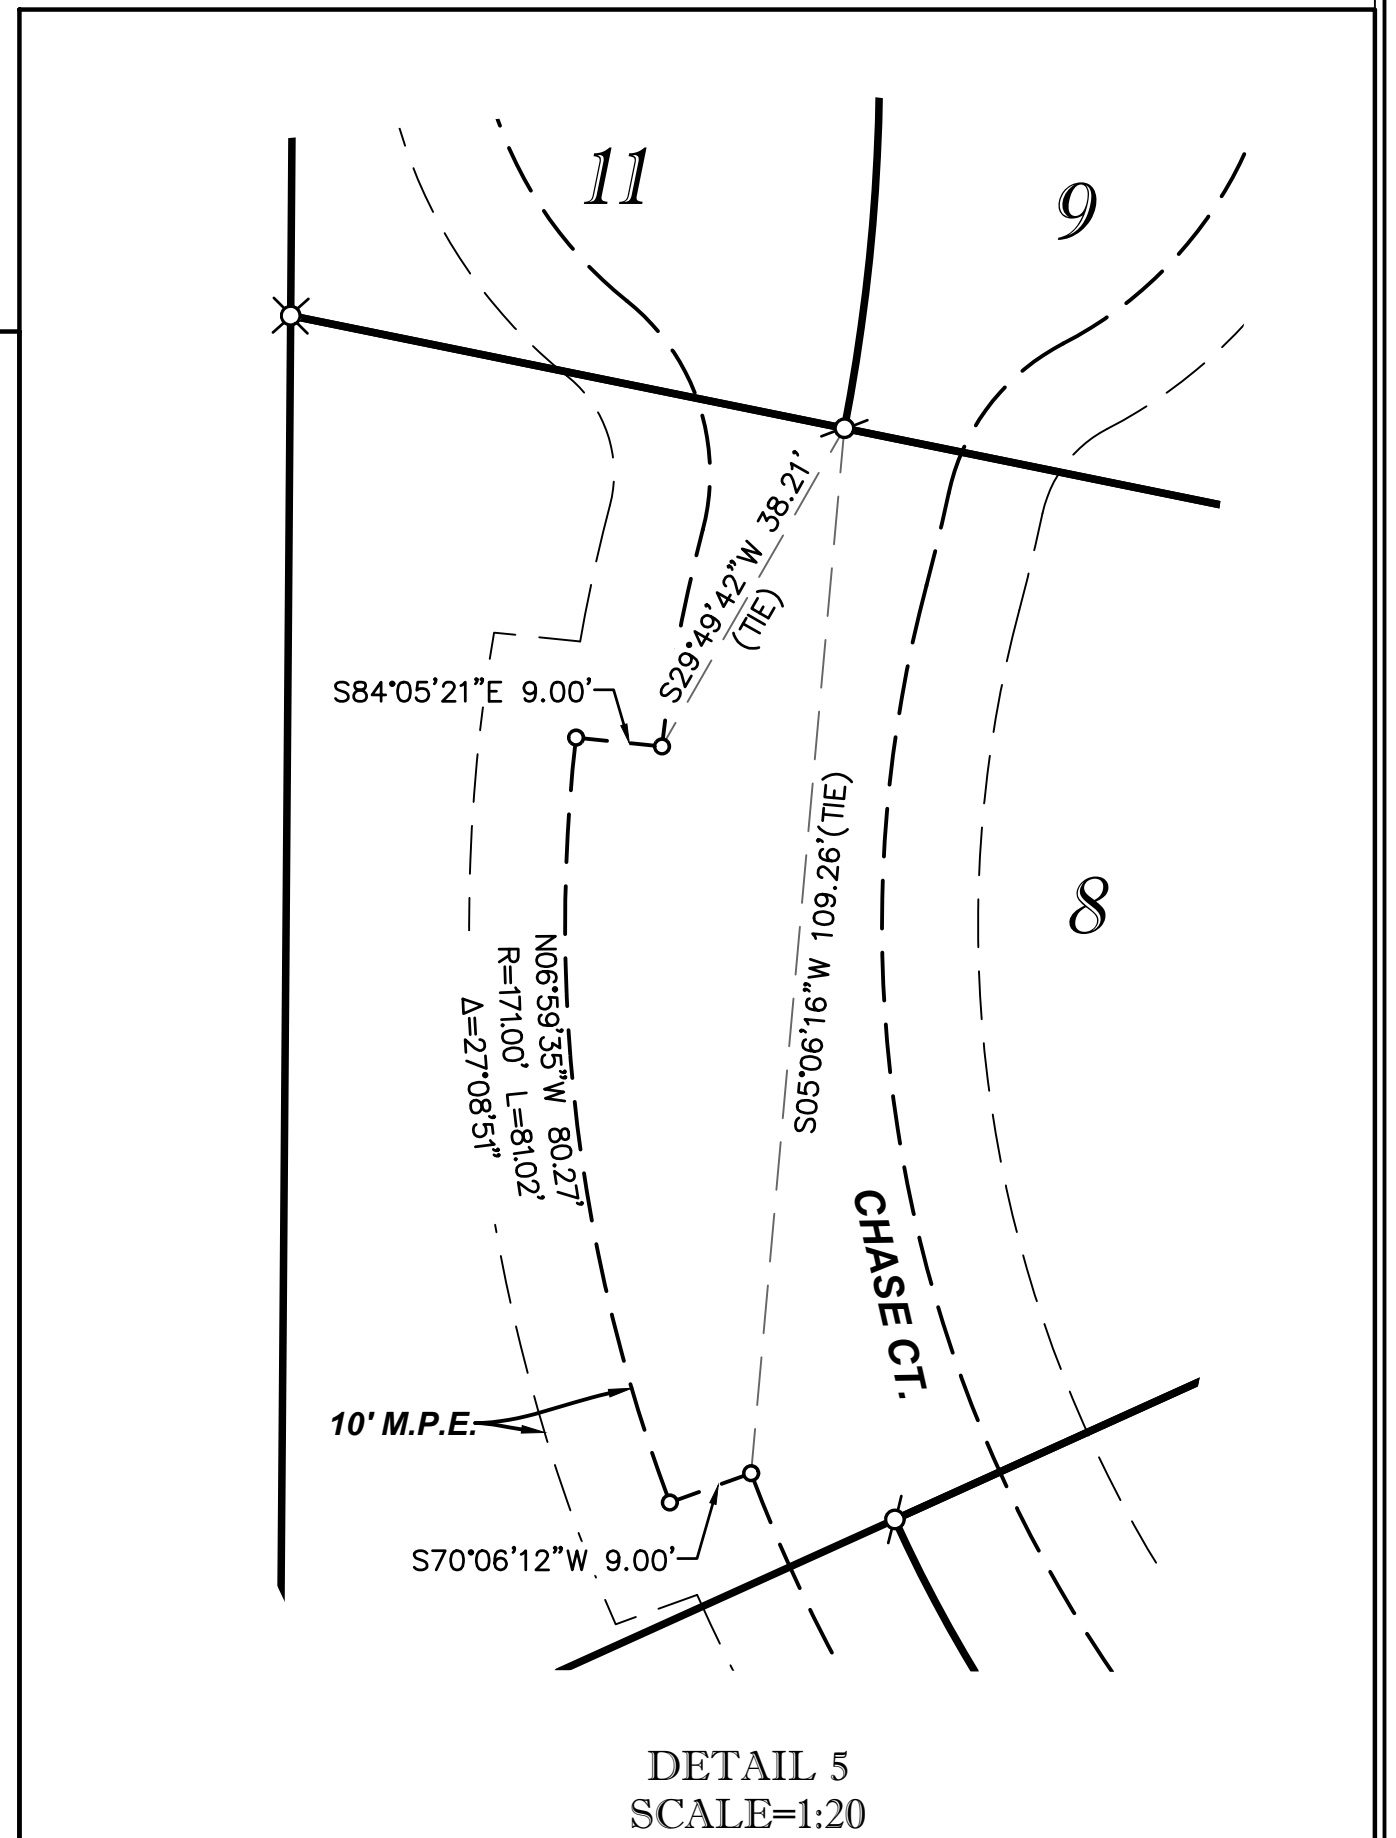 11
9
S29°49'42"W 38.21'
(TIE)
S84°05'21"E 9.00'
S05°06'16"W 109.26'(TIE)
8
N06°59'35"W 80.27'
R=171.00' L=81.02'
Δ=27°08'51"
CHASE CT.
10' M.P.E.
S70°06'12"W 9.00'
DETAIL 5
SCALE=1:20